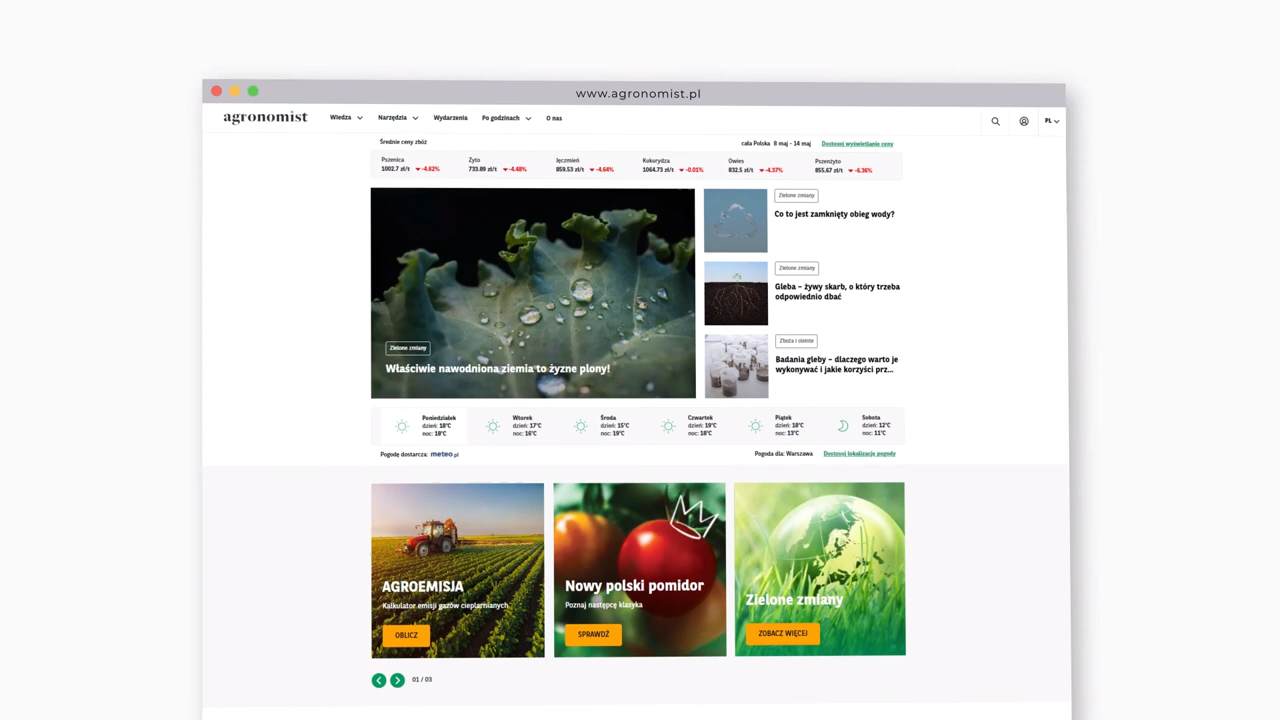 www.agronomist.pl
agronomist Wiedza Narzędzia Wydarzenia Po godzinach O nas PL
Średnie ceny zbóż cała Polska 8 maj - 14 maj Dostosuj wyświetlanie ceny
Pszenica Żyto Jęczmień Kukurydza Owies Pszenżyto
1002.7 zł/t -4.62% 733.89 zł/t -4.48% 859.53 zł/t -4.64% 1064.73 zł/t -0.01% 832.5 zł/t -4.37% 855.67 zł/t -6.36%
Zielone zmiany
Właściwie nawodniona ziemia to żyzne plony!
Zielone zmiany
Co to jest zamknięty obieg wody?
Zielone zmiany
Gleba – żywy skarb, o który trzeba
odpowiednio dbać
Zboża i oleiste
Badania gleby – dlaczego warto je
wykonywać i jakie korzyści prz...
Poniedziałek Wtorek Środa Czwartek Piątek Sobota
dzień: 18°C dzień: 17°C dzień: 15°C dzień: 19°C dzień: 18°C dzień: 12°C
noc: 18°C noc: 16°C noc: 19°C noc: 18°C noc: 13°C noc: 11°C
Pogodę dostarcza: meteo.pl Pogoda dla: Warszawa Dostosuj lokalizację pogody
AGROEMISJA
Kalkulator emisji gazów cieplarnianych
OBLICZ
Nowy polski pomidor
Poznaj następcę klasyka
SPRAWDŹ
Zielone zmiany
ZOBACZ WIĘCEJ
01 / 03